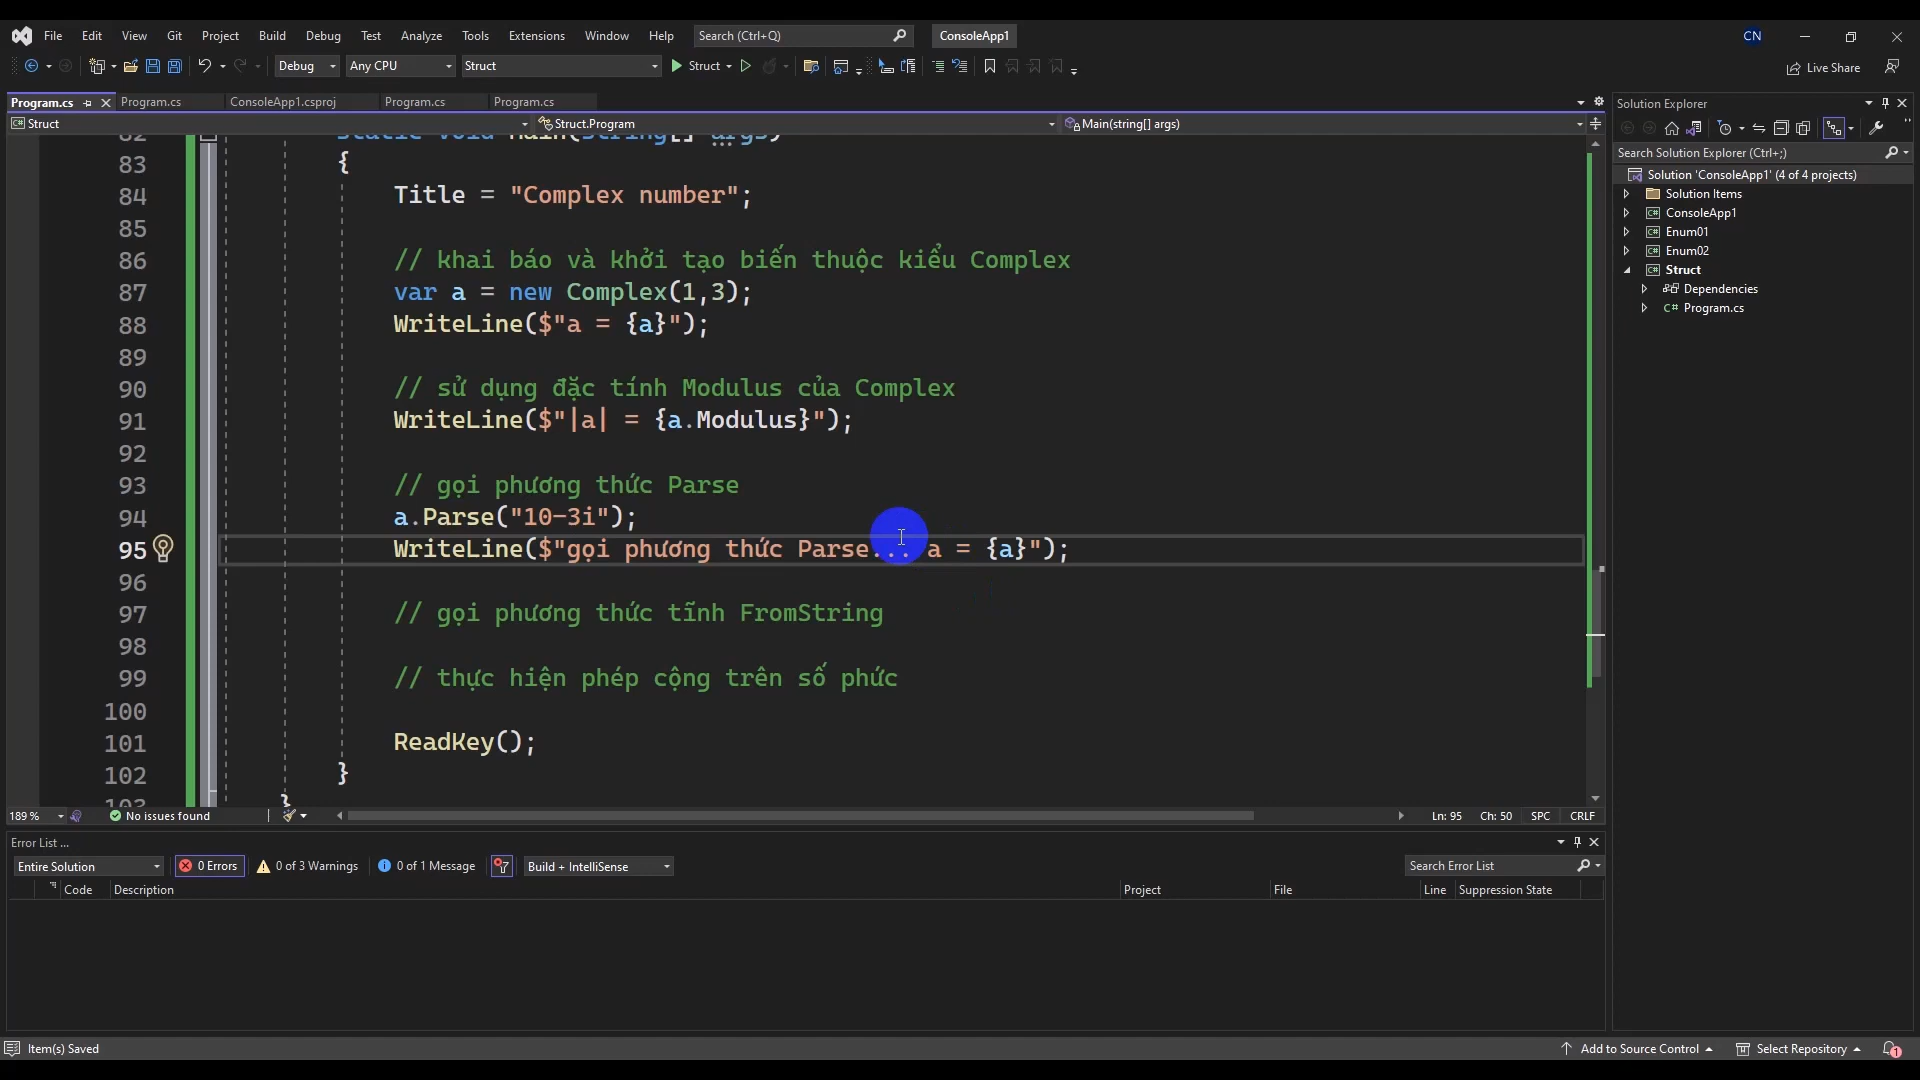 File Edit View Git Project Build Debug Test Analyze Tools Extensions Window Help Search (Ctrl+Q) ConsoleApp1 CN
Debug Any CPU Struct Struct Live Share
Program.cs Program.cs ConsoleApp1.csproj Program.cs Program.cs
Struct Struct.Program Main(string[] args)
82 static void Main(string[] args)
83 {
84 Title = "Complex number";
85
86 // khai báo và khởi tạo biến thuộc kiểu Complex
87 var a = new Complex(1,3);
88 WriteLine($"a = {a}");
89
90 // sử dụng đặc tính Modulus của Complex
91 WriteLine($"|a| = {a.Modulus}");
92
93 // gọi phương thức Parse
94 a.Parse("10-3i");
95 WriteLine($"gọi phương thức Parse... a = {a}");
96
97 // gọi phương thức tĩnh FromString
98
99 // thực hiện phép cộng trên số phức
100
101 ReadKey();
102 }
103 }
189 % No issues found Ln: 95 Ch: 50 SPC CRLF
Error List ...
Entire Solution 0 Errors 0 of 3 Warnings 0 of 1 Message Build + IntelliSense Search Error List
Code Description Project File Line Suppression State
Solution Explorer
Search Solution Explorer (Ctrl+;)
Solution 'ConsoleApp1' (4 of 4 projects)
Solution Items
ConsoleApp1
Enum01
Enum02
Struct
Dependencies
C# Program.cs
Item(s) Saved Add to Source Control Select Repository 1